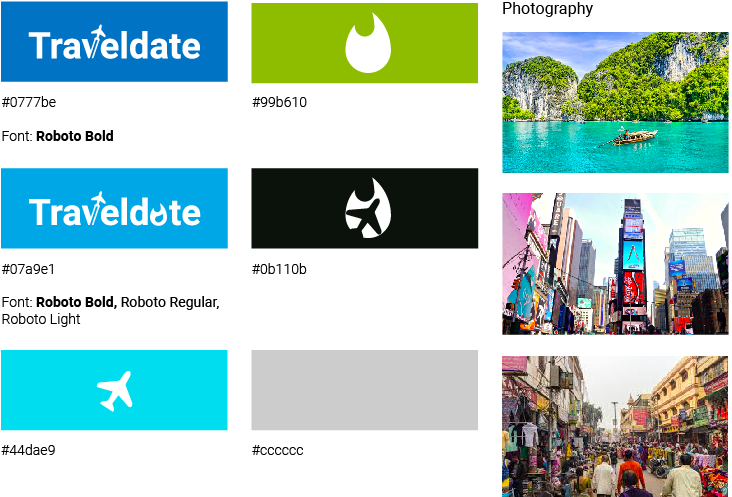 Traveldate
#0777be
Font: Roboto Bold
Traveldate
#07a9e1
Font: Roboto Bold, Roboto Regular,
Roboto Light
#44dae9
#99b610
#0b110b
#cccccc
Photography